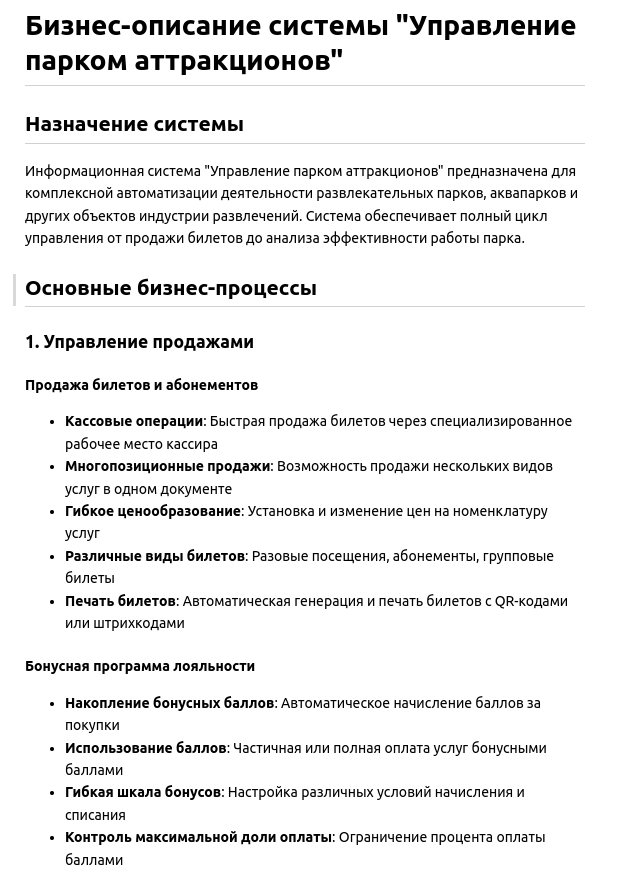 Бизнес-описание системы "Управление
парком аттракционов"
Назначение системы
Информационная система "Управление парком аттракционов" предназначена для
комплексной автоматизации деятельности развлекательных парков, аквапарков и
других объектов индустрии развлечений. Система обеспечивает полный цикл
управления от продажи билетов до анализа эффективности работы парка.
Основные бизнес-процессы
1. Управление продажами
Продажа билетов и абонементов
• Кассовые операции: Быстрая продажа билетов через специализированное
рабочее место кассира
• Многопозиционные продажи: Возможность продажи нескольких видов
услуг в одном документе
• Гибкое ценообразование: Установка и изменение цен на номенклатуру
услуг
• Различные виды билетов: Разовые посещения, абонементы, групповые
билеты
• Печать билетов: Автоматическая генерация и печать билетов с QR-кодами
или штрихкодами
Бонусная программа лояльности
• Накопление бонусных баллов: Автоматическое начисление баллов за
покупки
• Использование баллов: Частичная или полная оплата услуг бонусными
баллами
• Гибкая шкала бонусов: Настройка различных условий начисления и
списания
• Контроль максимальной доли оплаты: Ограничение процента оплаты
баллами